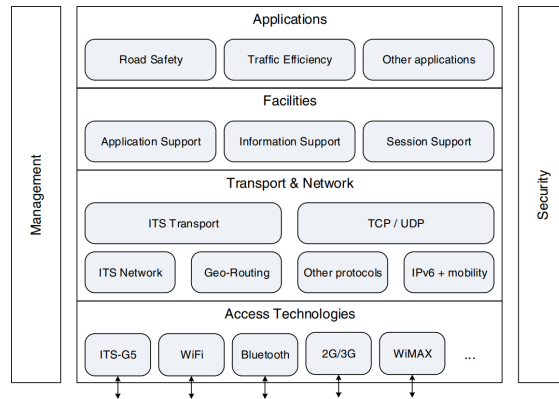 Management
Applications
Road Safety
Traffic Efficiency
Other applications
Facilities
Application Support
Information Support
Session Support
Transport & Network
ITS Transport
TCP / UDP
ITS Network
Geo-Routing
Other protocols
IPv6 + mobility
Access Technologies
ITS-G5
WiFi
Bluetooth
2G/3G
WiMAX
...
Security